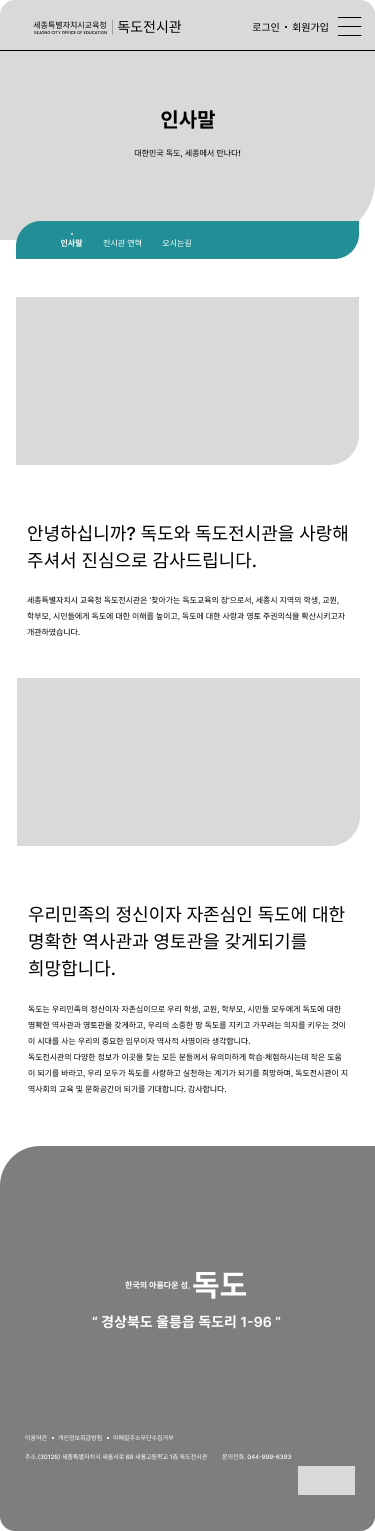 세종특별자치시교육청
SEJONG CITY OFFICE OF EDUCATION
독도전시관
로그인 • 회원가입
인사말
대한민국 독도, 세종에서 만나다!
인사말 전시관 연혁 오시는길
안녕하십니까? 독도와 독도전시관을 사랑해
주셔서 진심으로 감사드립니다.
세종특별자치시 교육청 독도전시관은 '찾아가는 독도교육의 장'으로서, 세종시 지역의 학생, 교원,
학부모, 시민들에게 독도에 대한 이해를 높이고, 독도에 대한 사랑과 영토 주권의식을 확산시키고자
개관하였습니다.
우리민족의 정신이자 자존심인 독도에 대한
명확한 역사관과 영토관을 갖게되기를
희망합니다.
독도는 우리민족의 정신이자 자존심이므로 우리 학생, 교원, 학부모, 시민들 모두에게 독도에 대한
명확한 역사관과 영토관을 갖게하고, 우리의 소중한 땅 독도를 지키고 가꾸려는 의지를 키우는 것이
이 시대를 사는 우리의 중요한 임무이자 역사적 사명이라 생각합니다.
독도전시관의 다양한 정보가 이곳을 찾는 모든 분들께서 유의미하게 학습·체험하시는데 작은 도움
이 되기를 바라고, 우리 모두가 독도를 사랑하고 실천하는 계기가 되기를 희망하며, 독도전시관이 지
역사회의 교육 및 문화공간이 되기를 기대합니다. 감사합니다.
한국의 아름다운 섬, 독도
“ 경상북도 울릉읍 독도리 1-96 ”
이용약관 • 개인정보취급방침 • 이메일주소무단수집거부
주소.(30126) 세종특별자치시 새롬서로 68 새롬고등학교 1층 독도전시관 문의전화. 044-999-6393